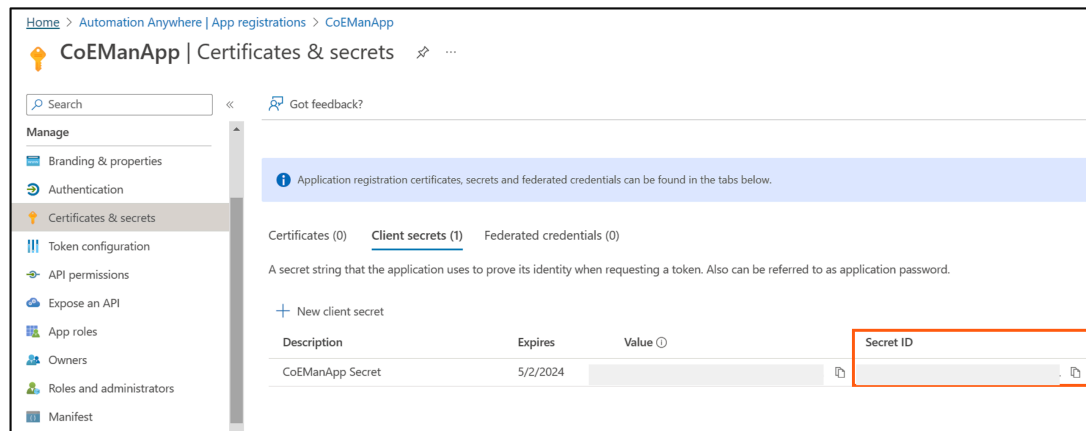 Home > Automation Anywhere | App registrations > CoEManApp
CoEManApp | Certificates & secrets ...
Search «
Got feedback?
Manage
Branding & properties
Authentication
Certificates & secrets
Token configuration
API permissions
Expose an API
App roles
Owners
Roles and administrators
Manifest
Application registration certificates, secrets and federated credentials can be found in the tabs below.
Certificates (0) Client secrets (1) Federated credentials (0)
A secret string that the application uses to prove its identity when requesting a token. Also can be referred to as application password.
+ New client secret
Description Expires Value Secret ID
CoEManApp Secret 5/2/2024